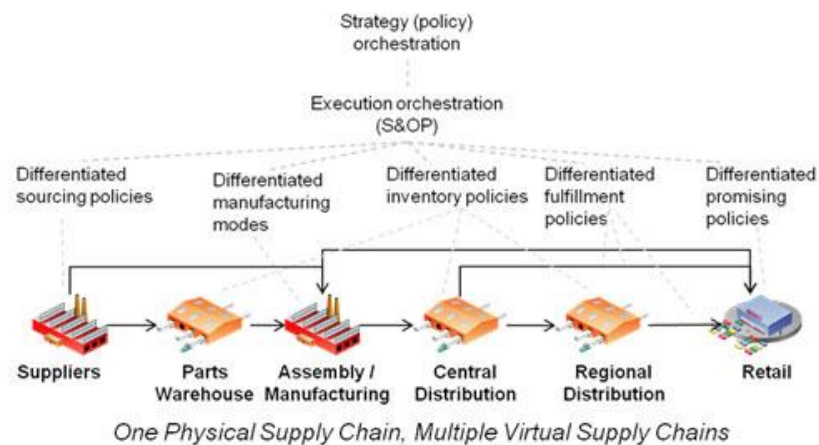 Strategy (policy)
orchestration
Execution orchestration
(S&OP)
Differentiated
sourcing policies
Differentiated
manufacturing
modes
Differentiated
inventory policies
Differentiated
fulfillment
policies
Differentiated
promising
policies
Suppliers
Parts
Warehouse
Assembly /
Manufacturing
Central
Distribution
Regional
Distribution
Retail
One Physical Supply Chain, Multiple Virtual Supply Chains